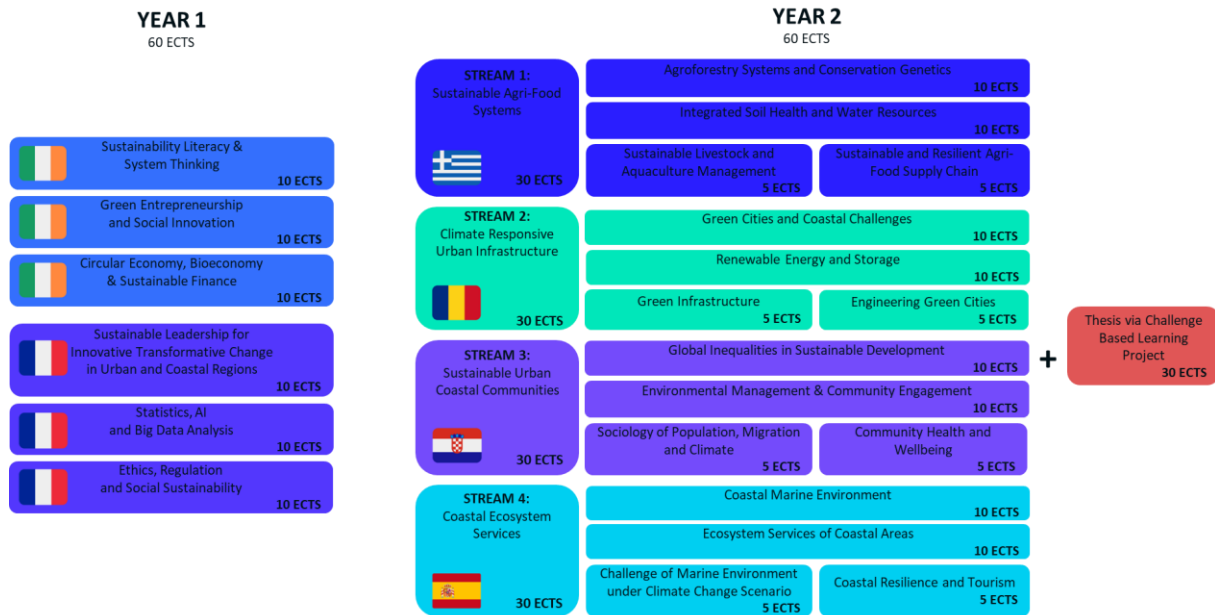 YEAR 1
60 ECTS
Sustainability Literacy &
System Thinking
10 ECTS
Green Entrepreneurship
and Social Innovation
10 ECTS
Circular Economy, Bioeconomy
& Sustainable Finance
10 ECTS
Sustainable Leadership for
Innovative Transformative Change
in Urban and Coastal Regions
10 ECTS
Statistics, AI
and Big Data Analysis
10 ECTS
Ethics, Regulation
and Social Sustainability
10 ECTS
YEAR 2
60 ECTS
STREAM 1:
Sustainable Agri-Food
Systems
30 ECTS
Agroforestry Systems and Conservation Genetics
10 ECTS
Integrated Soil Health and Water Resources
10 ECTS
Sustainable Livestock and
Aquaculture Management
5 ECTS
Sustainable and Resilient Agri-
Food Supply Chain
5 ECTS
STREAM 2:
Climate Responsive
Urban Infrastructure
30 ECTS
Green Cities and Coastal Challenges
10 ECTS
Renewable Energy and Storage
10 ECTS
Green Infrastructure
5 ECTS
Engineering Green Cities
5 ECTS
STREAM 3:
Sustainable Urban
Coastal Communities
30 ECTS
Global Inequalities in Sustainable Development
10 ECTS
Environmental Management & Community Engagement
10 ECTS
Sociology of Population, Migration
and Climate
5 ECTS
Community Health and
Wellbeing
5 ECTS
STREAM 4:
Coastal Ecosystem
Services
30 ECTS
Coastal Marine Environment
10 ECTS
Ecosystem Services of Coastal Areas
10 ECTS
Challenge of Marine Environment
under Climate Change Scenario
5 ECTS
Coastal Resilience and Tourism
5 ECTS
+
Thesis via Challenge
Based Learning
Project
30 ECTS